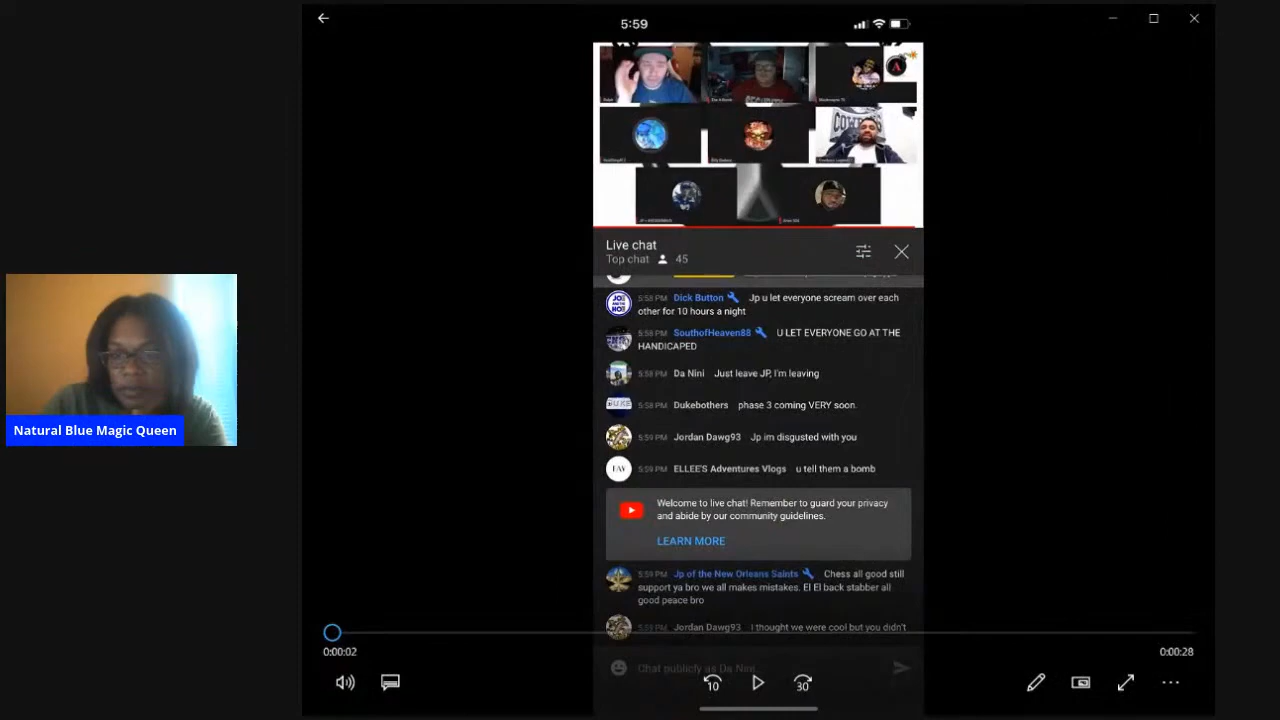 5:59
Live chat
Top chat 45
5:58 PM Dick Button Jp u let everyone scream over each
other for 10 hours a night
5:58 PM SouthofHeaven88 U LET EVERYONE GO AT THE
HANDICAPED
5:58 PM Da Nini Just leave JP, I'm leaving
5:58 PM Dukebothers phase 3 coming VERY soon.
5:59 PM Jordan Dawg93 Jp im disgusted with you
5:59 PM ELLEE'S Adventures Vlogs u tell them a bomb
Welcome to live chat! Remember to guard your privacy
and abide by our community guidelines.
LEARN MORE
5:59 PM Jp of the New Orleans Saints Chess all good still
support ya bro we all makes mistakes. El El back stabber all
good peace bro
5:59 PM Jordan Dawg93 I thought we were cool but you didn't
Chat publicly as Da Nini...
Natural Blue Magic Queen
0:00:02
0:00:28
10
30